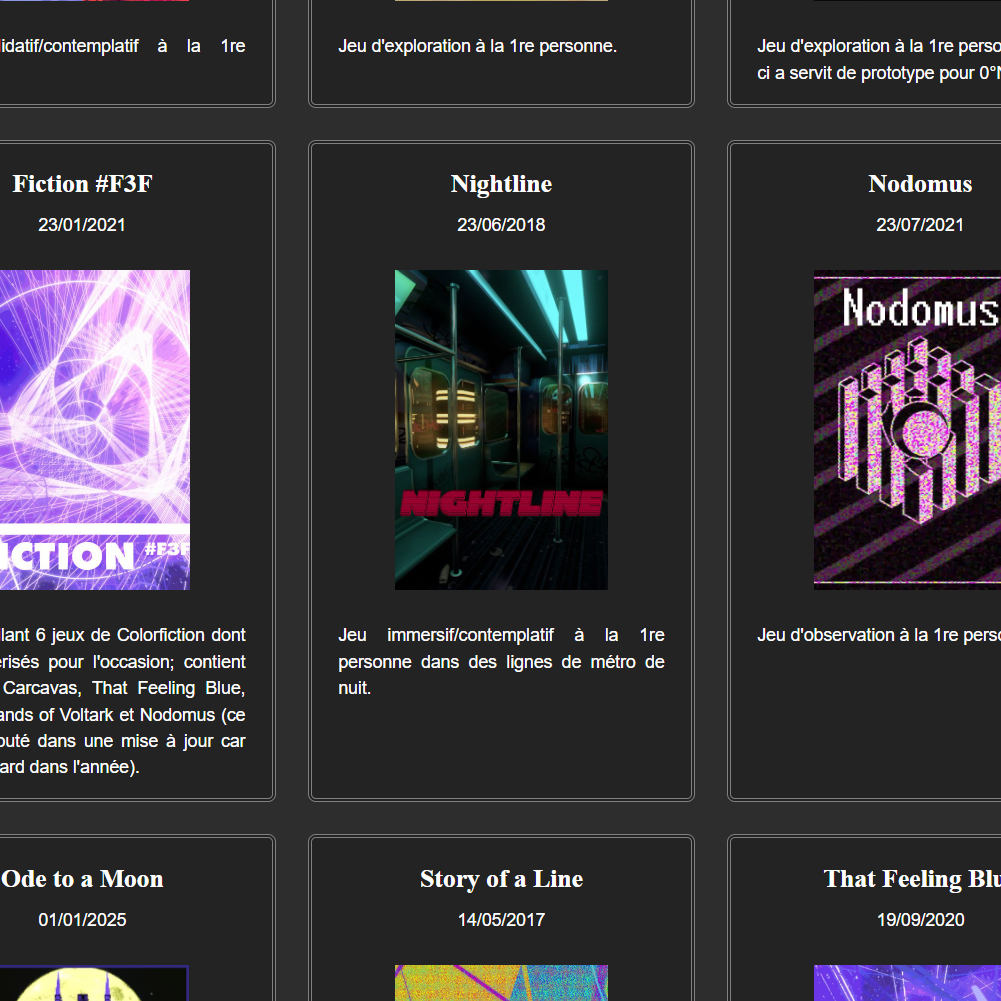 idatif/contemplatif à la 1re
Jeu d'exploration à la 1re personne.
Jeu d'exploration à la 1re
ci a servit de prototype pour
Fiction #F3F
23/01/2021
ICTION #F3F
lant 6 jeux de Colorfiction dont
risés pour l'occasion; contient
Carcavas, That Feeling Blue,
ands of Voltark et Nodomus (ce
outé dans une mise à jour car
ard dans l'année).
Nightline
23/06/2018
NIGHTLINE
Jeu immersif/contemplatif à la 1re
personne dans des lignes de métro de
nuit.
Nodomus
23/07/2021
Nodomus
Jeu d'observation à la 1re
Ode to a Moon
01/01/2025
Story of a Line
14/05/2017
That Feeling
19/09/2020